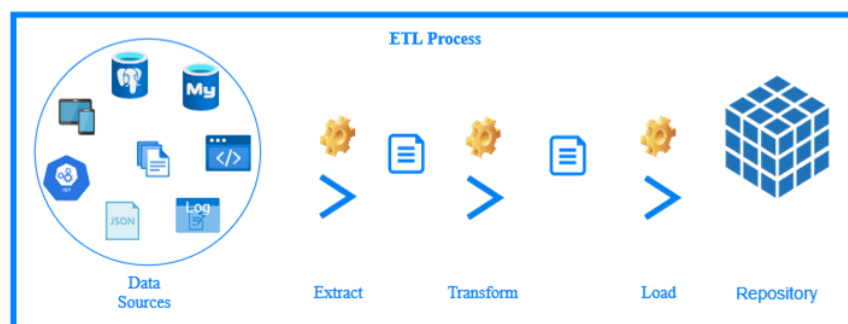 ETL Process
My
</>
JSON
Log
Data
Sources
Extract
Transform
Load
Repository